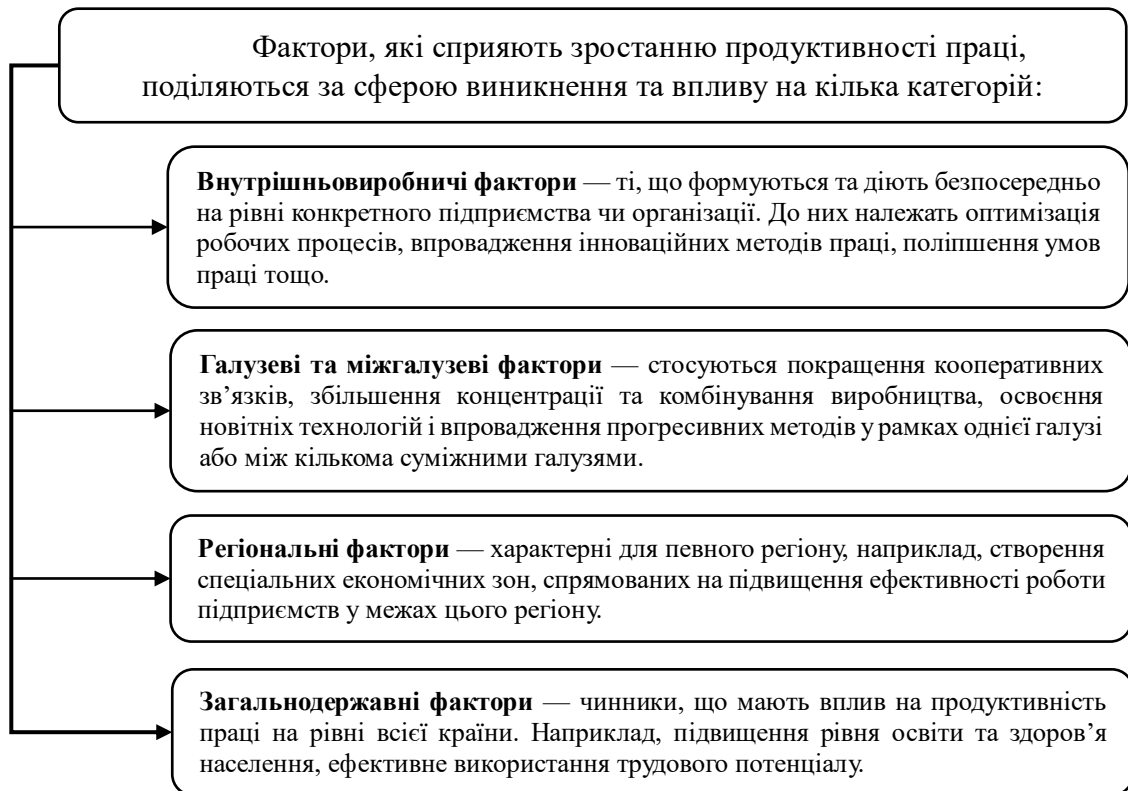 Фактори, які сприяють зростанню продуктивності праці,
поділяються за сферою виникнення та впливу на кілька категорій:
Внутрішньовиробничі фактори — ті, що формуються та діють безпосередньо
на рівні конкретного підприємства чи організації. До них належать оптимізація
робочих процесів, впровадження інноваційних методів праці, поліпшення умов
праці тощо.
Галузеві та міжгалузеві фактори — стосуються покращення кооперативних
зв’язків, збільшення концентрації та комбінування виробництва, освоєння
новітніх технологій і впровадження прогресивних методів у рамках однієї галузі
або між кількома суміжними галузями.
Регіональні фактори — характерні для певного регіону, наприклад, створення
спеціальних економічних зон, спрямованих на підвищення ефективності роботи
підприємств у межах цього регіону.
Загальнодержавні фактори — чинники, що мають вплив на продуктивність
праці на рівні всієї країни. Наприклад, підвищення рівня освіти та здоров’я
населення, ефективне використання трудового потенціалу.